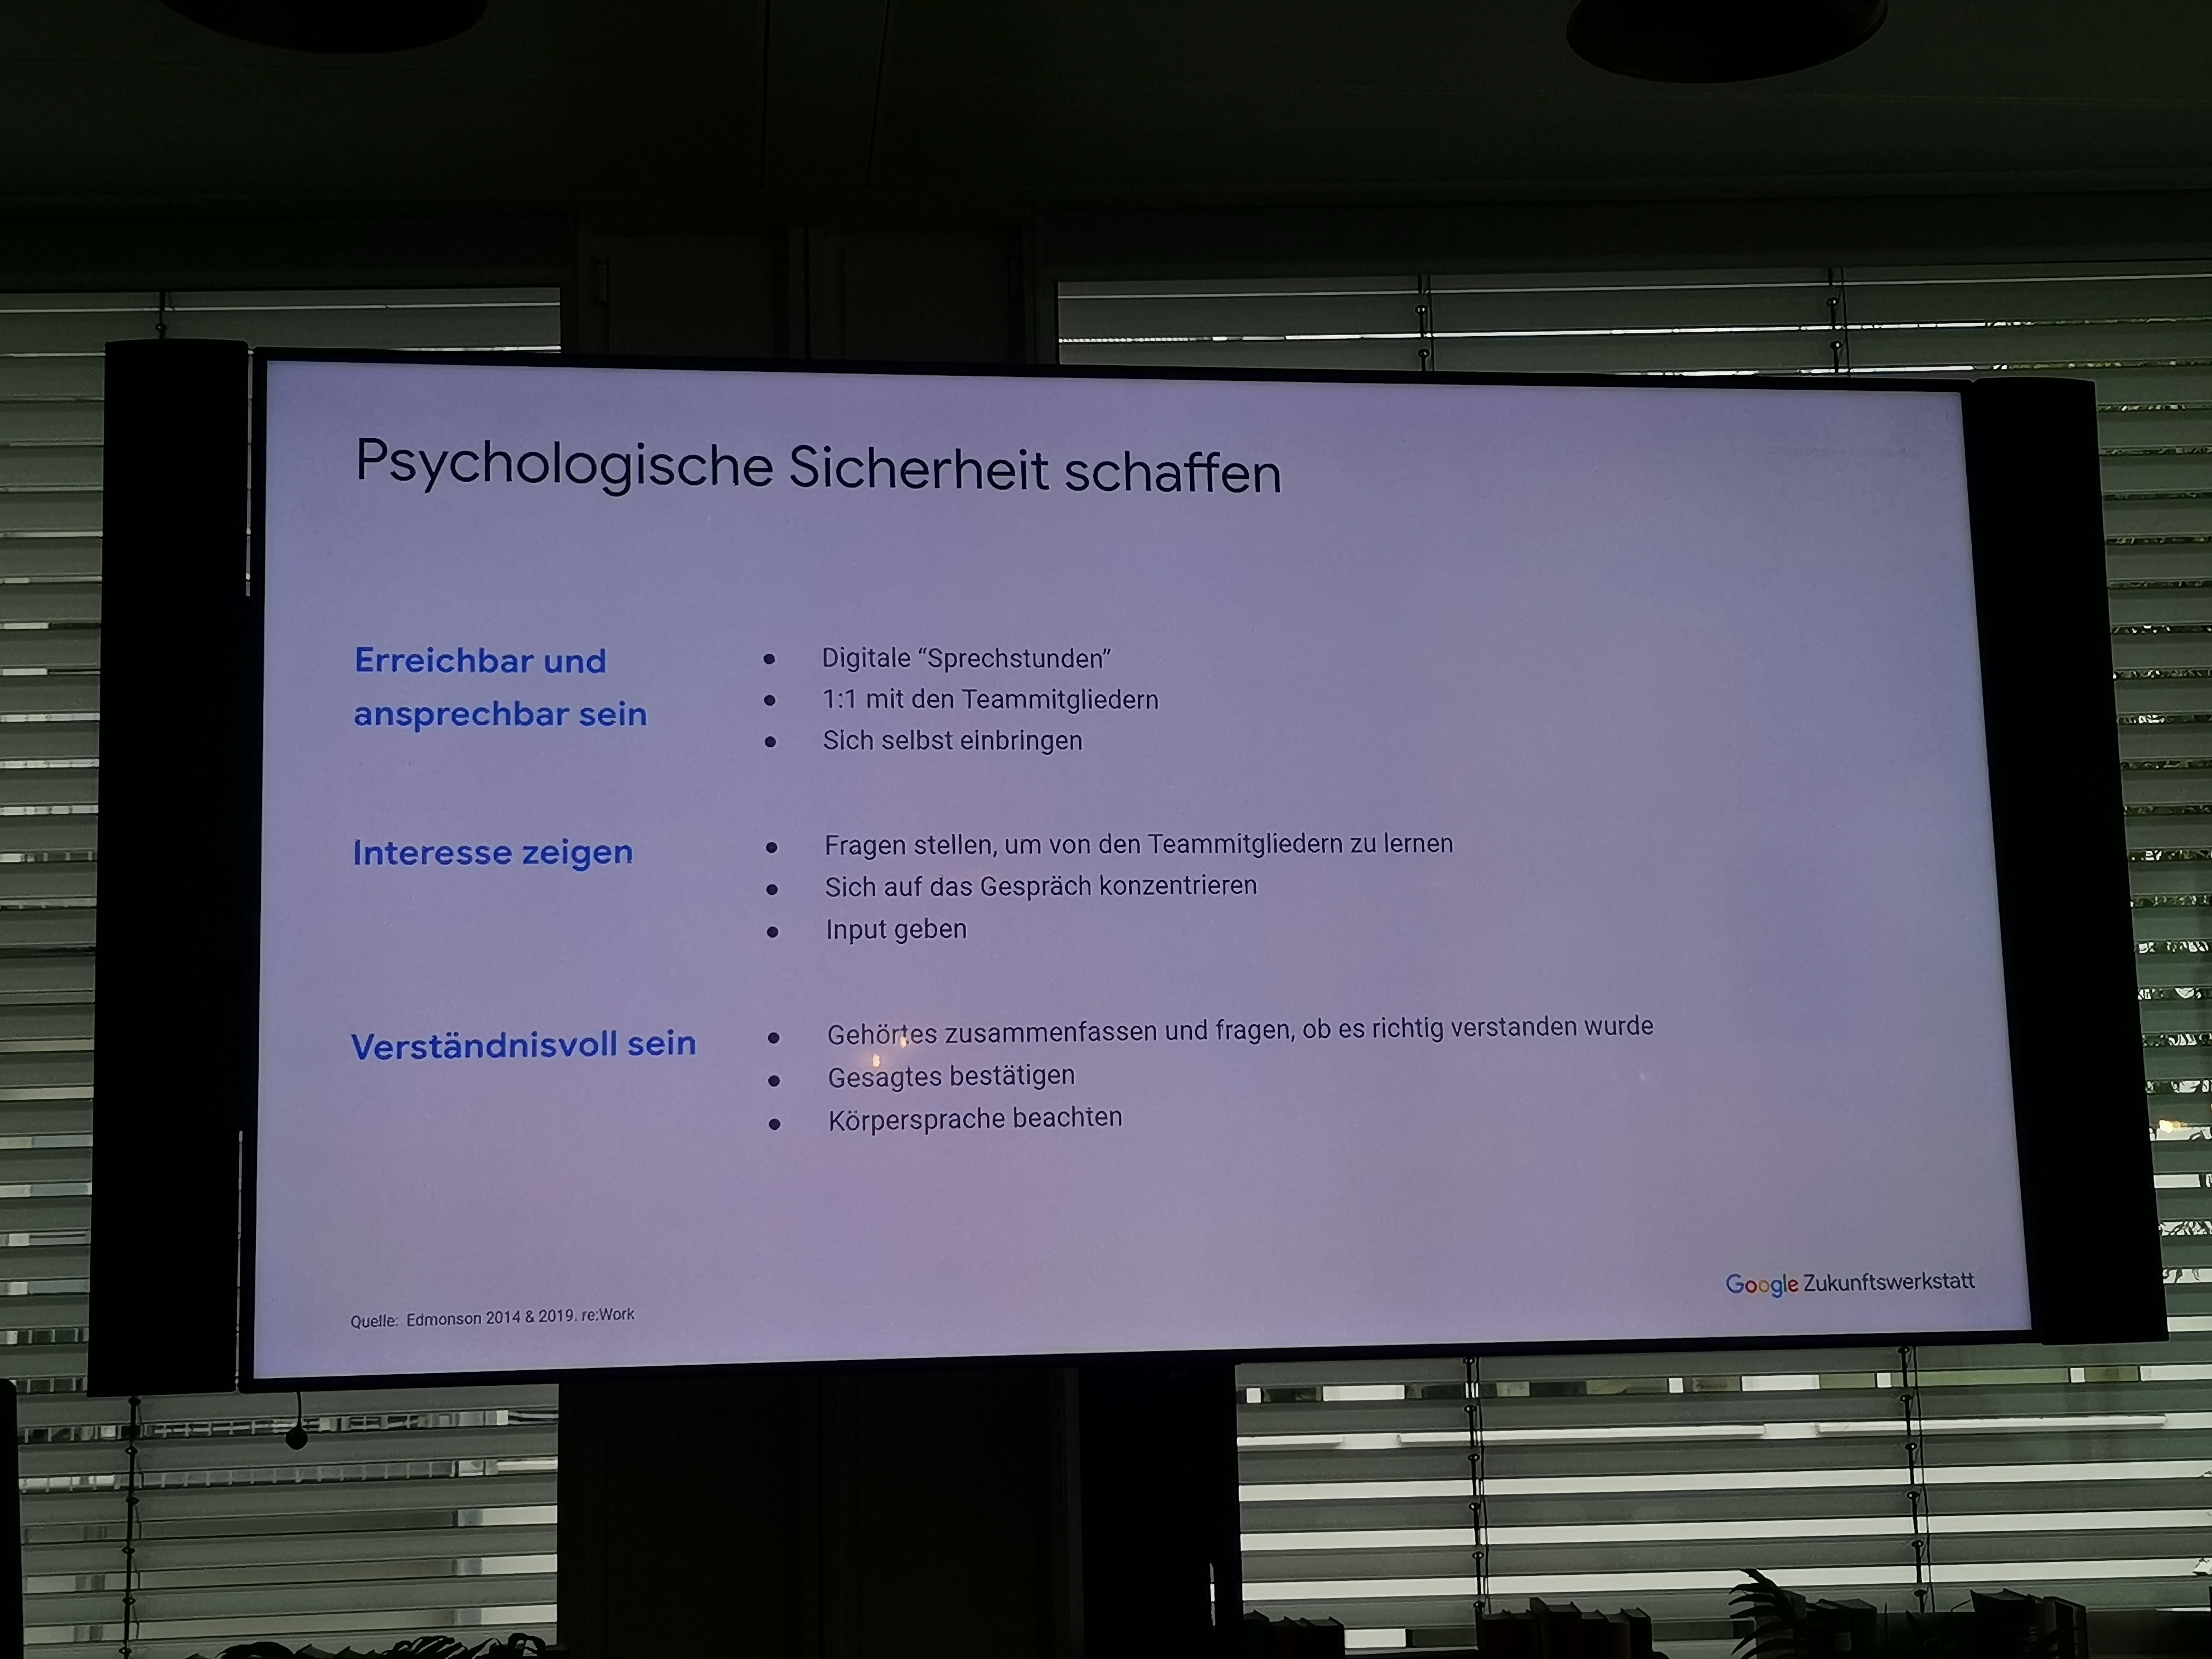 Psychologische Sicherheit schaffen
Erreichbar und
ansprechbar sein
● Digitale “Sprechstunden”
● 1:1 mit den Teammitgliedern
● Sich selbst einbringen
Interesse zeigen
● Fragen stellen, um von den Teammitgliedern zu lernen
● Sich auf das Gespräch konzentrieren
● Input geben
Verständnisvoll sein
● Gehörtes zusammenfassen und fragen, ob es richtig verstanden wurde
● Gesagtes bestätigen
● Körpersprache beachten
Quelle: Edmonson 2014 & 2019. re:Work
Google Zukunftswerkstatt